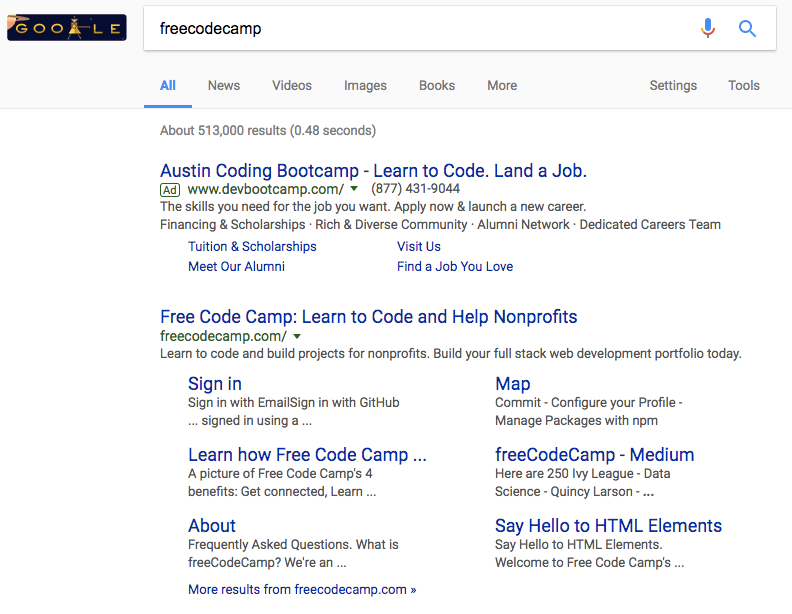 GOOGLE
freecodecamp
All News Videos Images Books More Settings Tools
About 513,000 results (0.48 seconds)
Austin Coding Bootcamp - Learn to Code. Land a Job.
Ad www.devbootcamp.com/ (877) 431-9044
The skills you need for the job you want. Apply now & launch a new career.
Financing & Scholarships · Rich & Diverse Community · Alumni Network · Dedicated Careers Team
Tuition & Scholarships Visit Us
Meet Our Alumni Find a Job You Love
Free Code Camp: Learn to Code and Help Nonprofits
freecodecamp.com/
Learn to code and build projects for nonprofits. Build your full stack web development portfolio today.
Sign in
Sign in with EmailSign in with GitHub
... signed in using a ...
Map
Commit - Configure your Profile -
Manage Packages with npm
Learn how Free Code Camp ...
A picture of Free Code Camp's 4
benefits: Get connected, Learn ...
freeCodeCamp - Medium
Here are 250 Ivy League - Data
Science - Quincy Larson - ...
About
Frequently Asked Questions. What is
freeCodeCamp? We're an ...
Say Hello to HTML Elements
Say Hello to HTML Elements.
Welcome to Free Code Camp's ...
More results from freecodecamp.com »